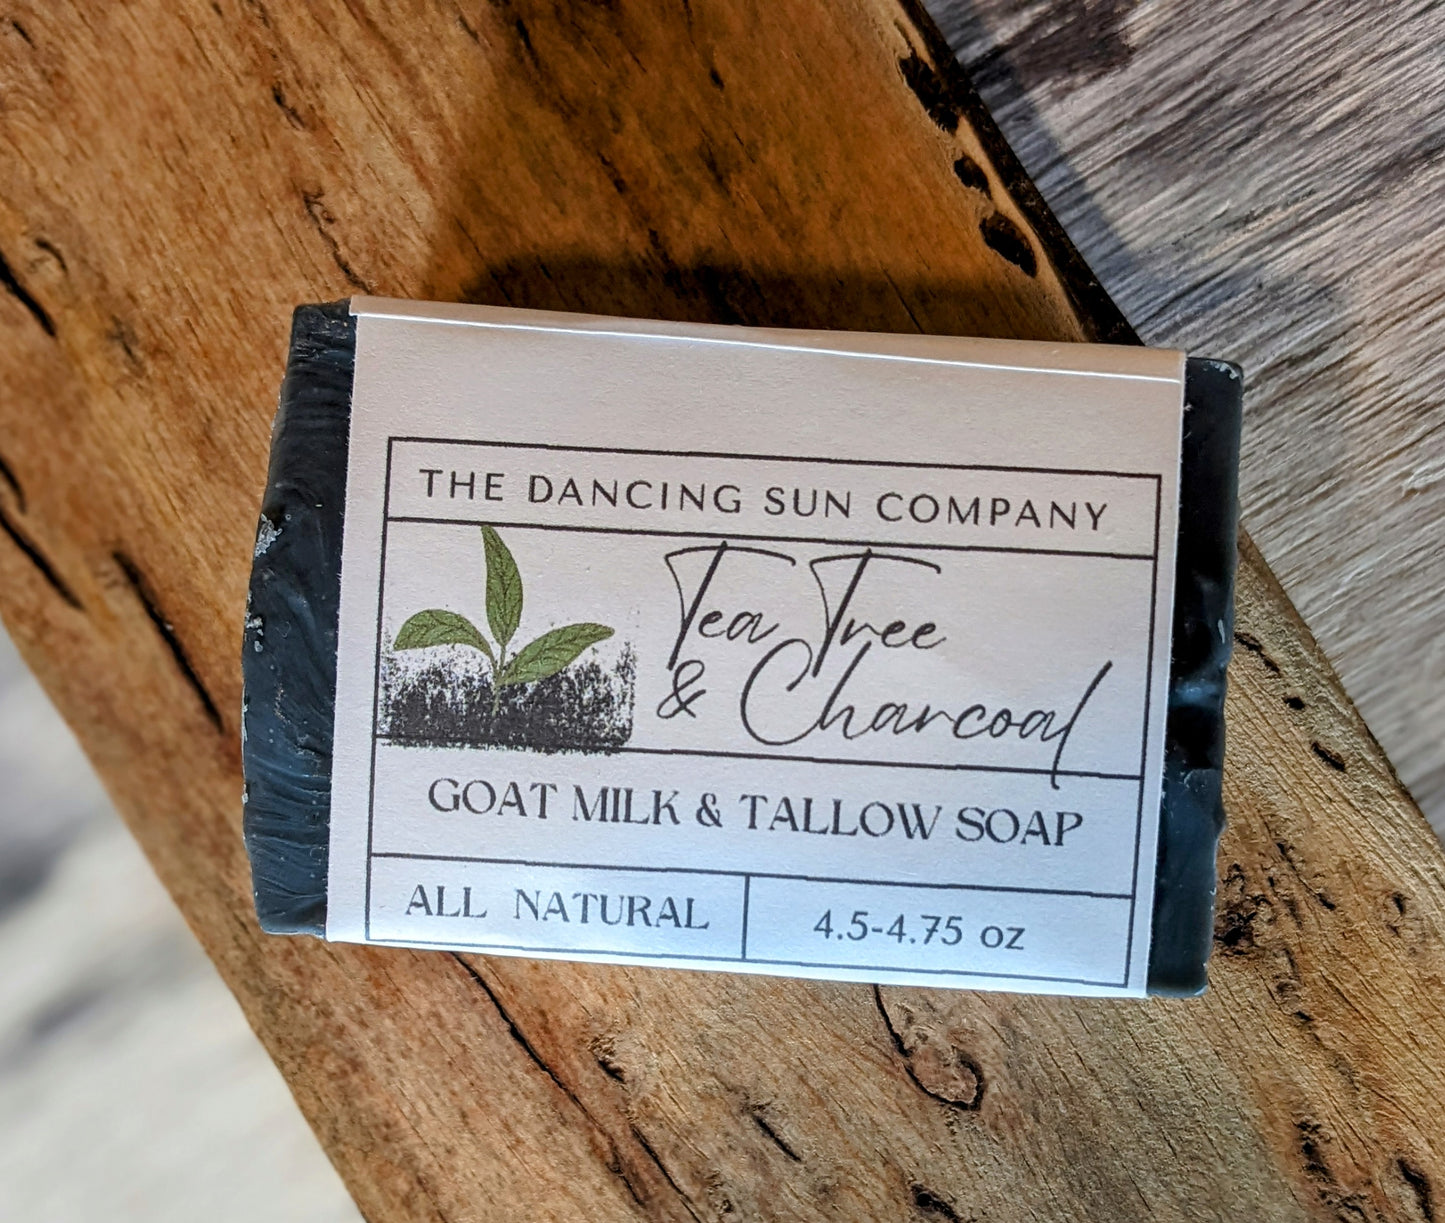 THE DANCING SUN COMPANY
Tea Tree
& Charcoal
GOAT MILK & TALLOW SOAP
ALL NATURAL
4.5-4.75 oz